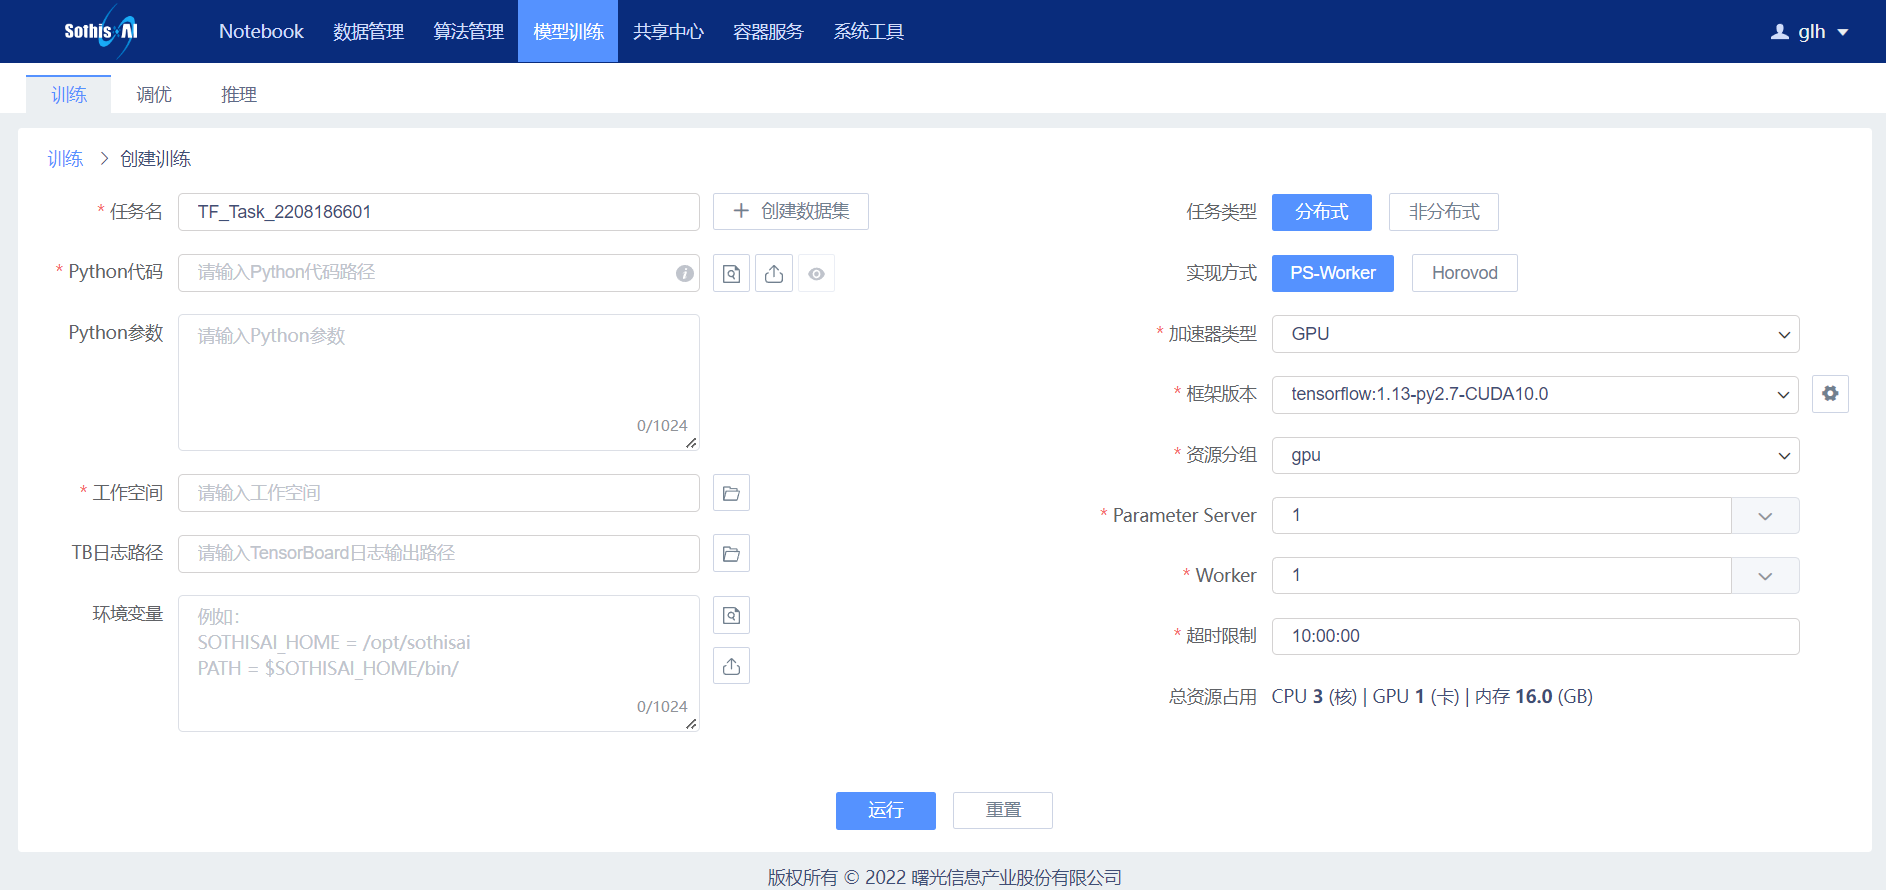 SothisAI Notebook 数据管理 算法管理 模型训练 共享中心 容器服务 系统工具 glh
训练 调优 推理
训练 > 创建训练
* 任务名 TF_Task_2208186601 + 创建数据集
* Python代码 请输入Python代码路径
Python参数 请输入Python参数
0/1024
* 工作空间 请输入工作空间
TB日志路径 请输入TensorBoard日志输出路径
环境变量 例如:
SOTHISAI_HOME = /opt/sothisai
PATH = $SOTHISAI_HOME/bin/
0/1024
任务类型 分布式 非分布式
实现方式 PS-Worker Horovod
* 加速器类型 GPU
* 框架版本 tensorflow:1.13-py2.7-CUDA10.0
* 资源分组 gpu
* Parameter Server 1
* Worker 1
* 超时限制 10:00:00
总资源占用 CPU 3 (核) | GPU 1 (卡) | 内存 16.0 (GB)
运行 重置
版权所有 © 2022 曙光信息产业股份有限公司